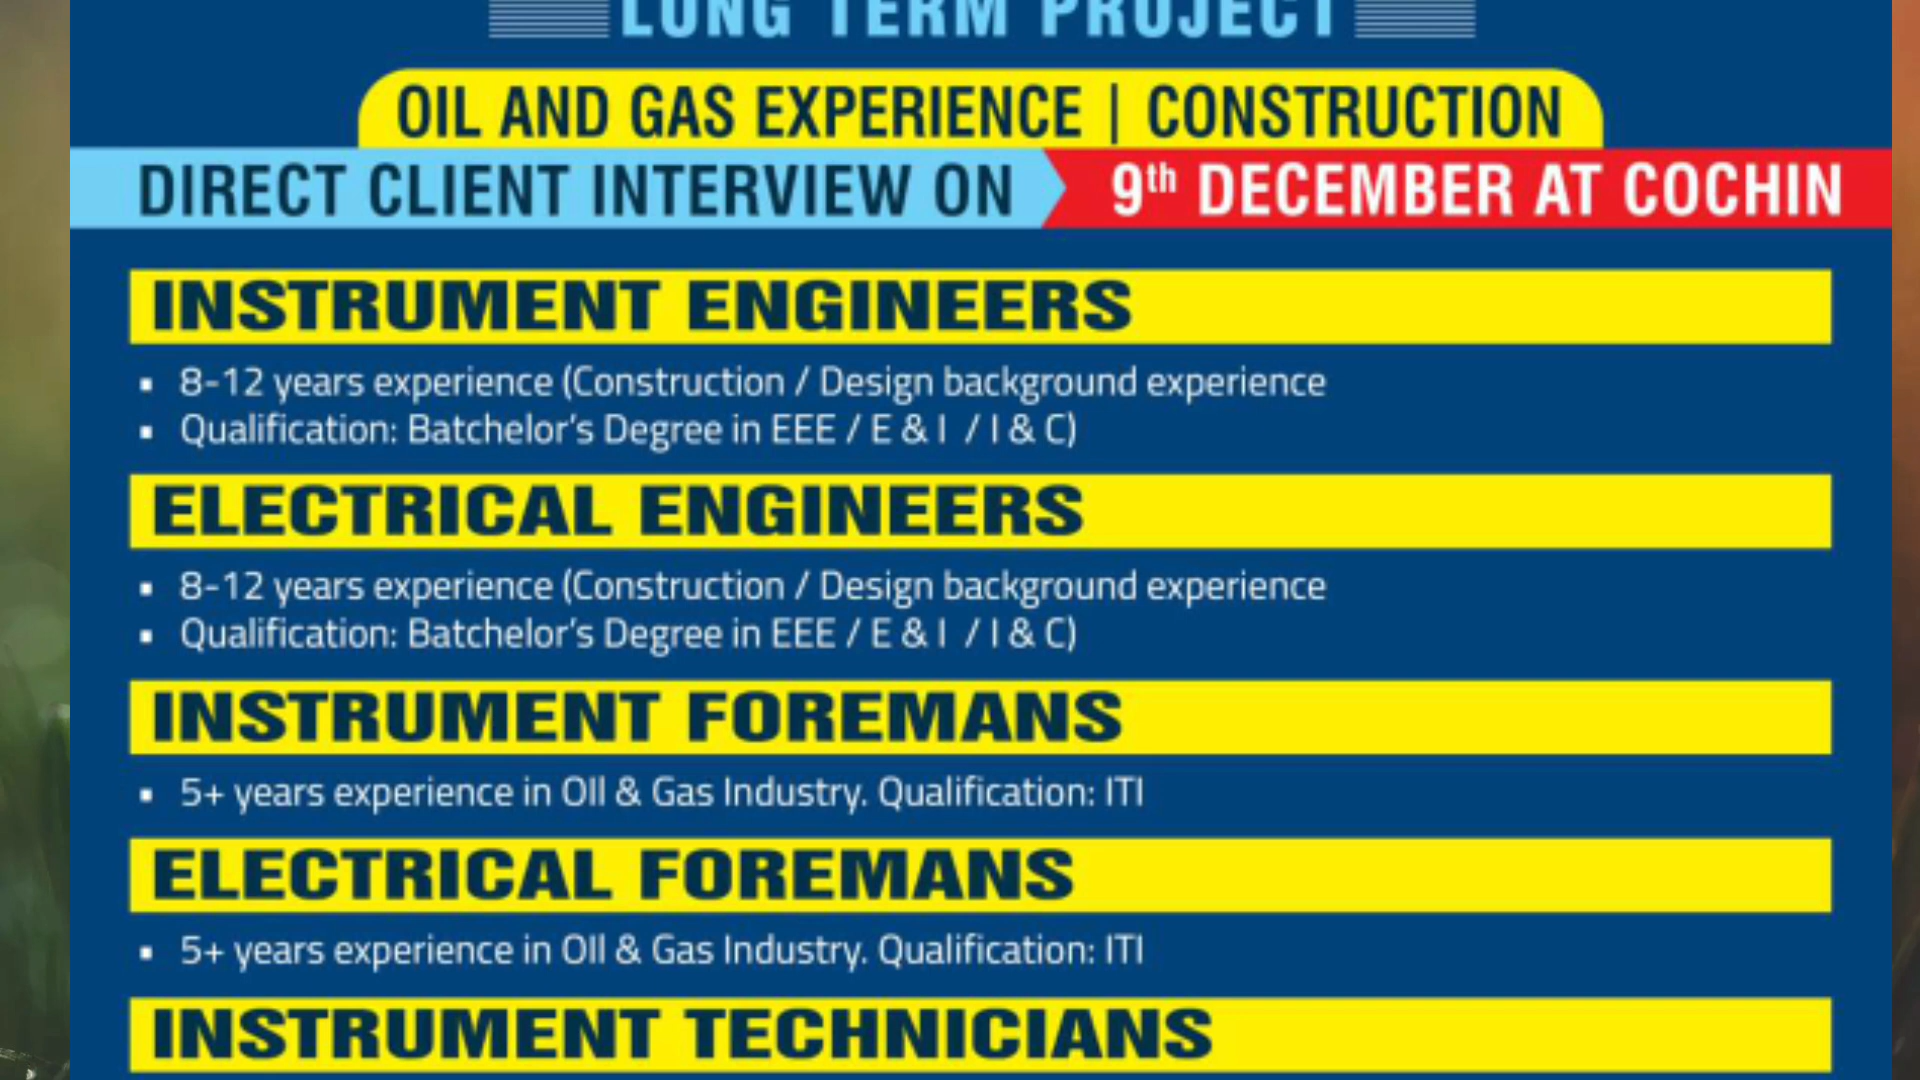 LONG TERM PROJECT
OIL AND GAS EXPERIENCE | CONSTRUCTION
DIRECT CLIENT INTERVIEW ON 9th DECEMBER AT COCHIN
INSTRUMENT ENGINEERS
▪ 8-12 years experience (Construction / Design background experience
▪ Qualification: Batchelor's Degree in EEE / E & I / I & C)
ELECTRICAL ENGINEERS
▪ 8-12 years experience (Construction / Design background experience
▪ Qualification: Batchelor's Degree in EEE / E & I / I & C)
INSTRUMENT FOREMANS
▪ 5+ years experience in OIl & Gas Industry. Qualification: ITI
ELECTRICAL FOREMANS
▪ 5+ years experience in OIl & Gas Industry. Qualification: ITI
INSTRUMENT TECHNICIANS